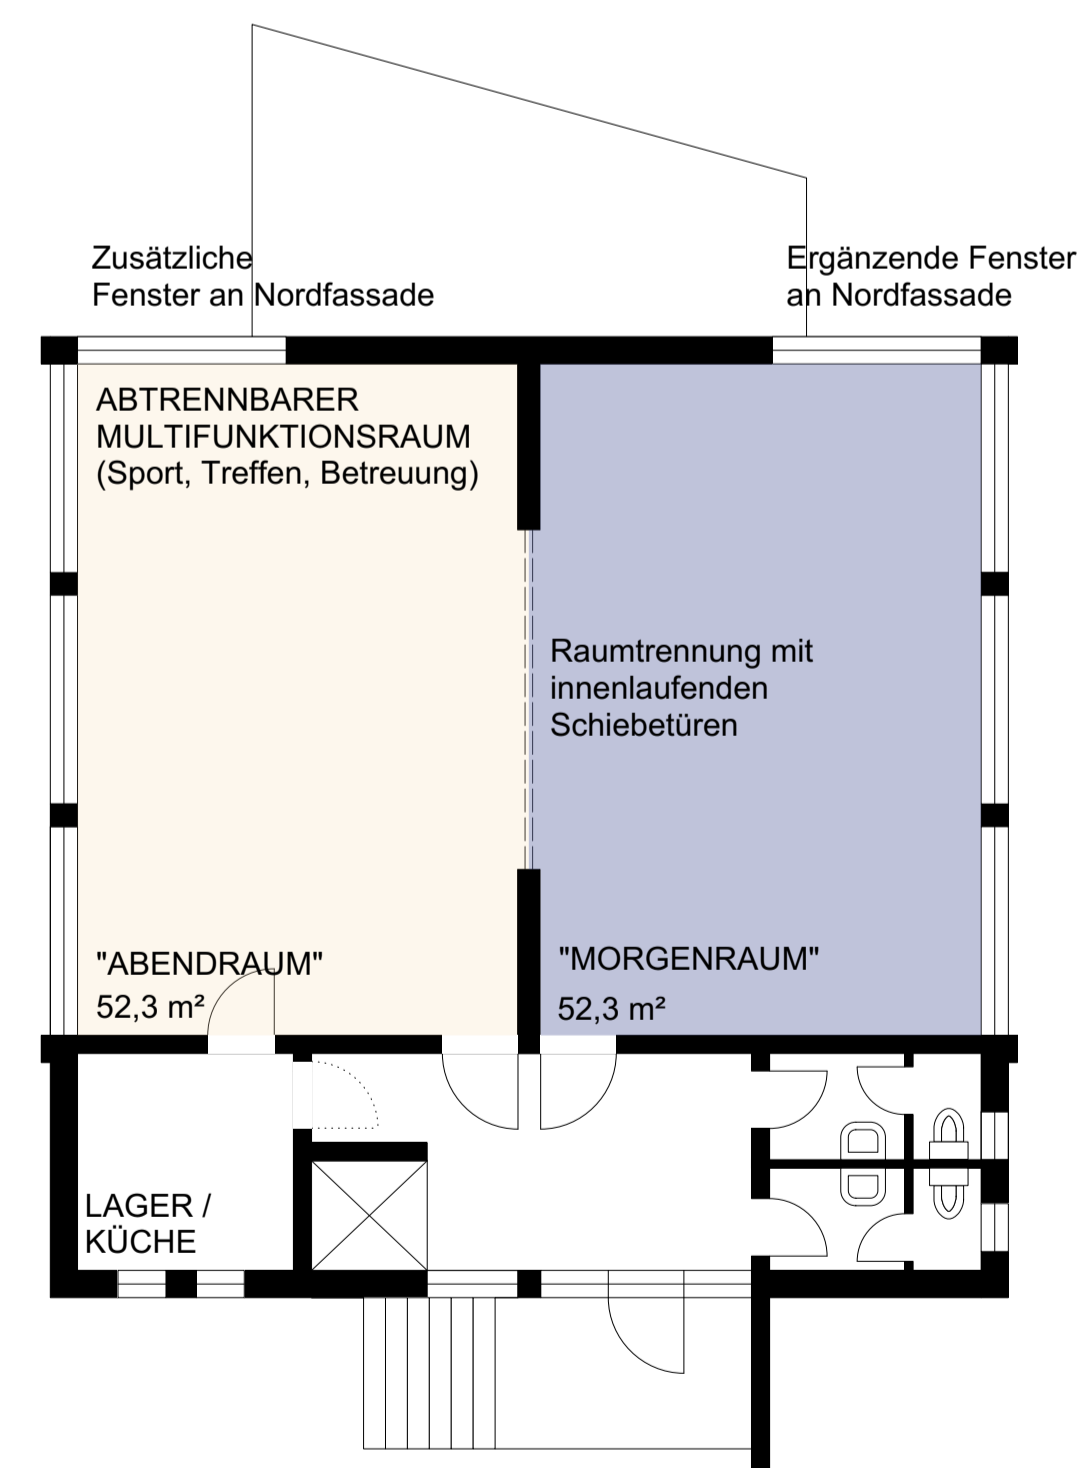 Zusätzliche
Fenster an Nordfassade
Ergänzende Fenster
an Nordfassade
ABTRENNBARER
MULTIFUNKTIONSRAUM
(Sport, Treffen, Betreuung)
Raumtrennung mit
innenlaufenden
Schiebetüren
"ABENDRAUM"
52,3 m²
"MORGENRAUM"
52,3 m²
LAGER /
KÜCHE